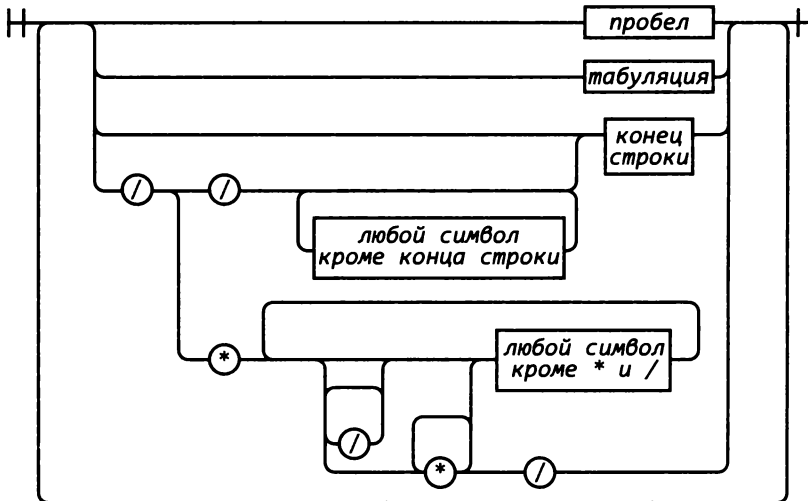 пробел
табуляция
конец
строки
/ /
любой символ
кроме конца строки
*
любой символ
кроме * и /
/
* /